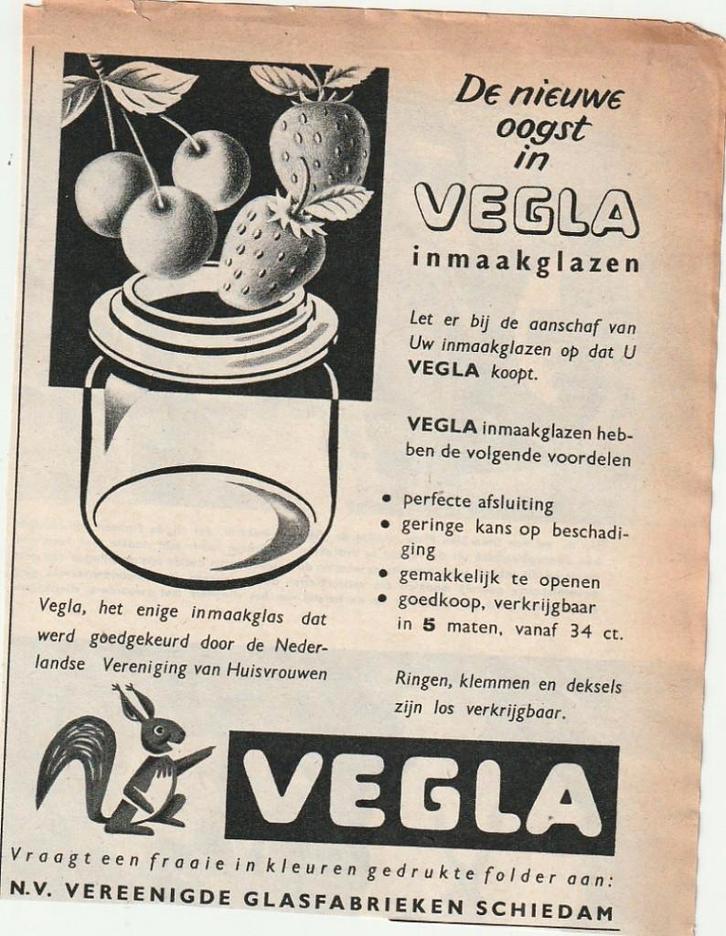 De nieuwe
oogst
in
VEGLA
inmaakglazen
Let er bij de aanschaf van
Uw inmaakglazen op dat U
VEGLA koopt.
VEGLA inmaakglazen heb-
ben de volgende voordelen
• perfecte afsluiting
• geringe kans op beschadi-
ging
• gemakkelijk te openen
• goedkoop, verkrijgbaar
in 5 maten, vanaf 34 ct.
Ringen, klemmen en deksels
zijn los verkrijgbaar.
Vegla, het enige inmaakglas dat
werd goedgekeurd door de Neder-
landse Vereniging van Huisvrouwen
VEGLA
Vraagt een fraaie in kleuren gedrukte folder aan:
N.V. VEREENIGDE GLASFABRIEKEN SCHIEDAM